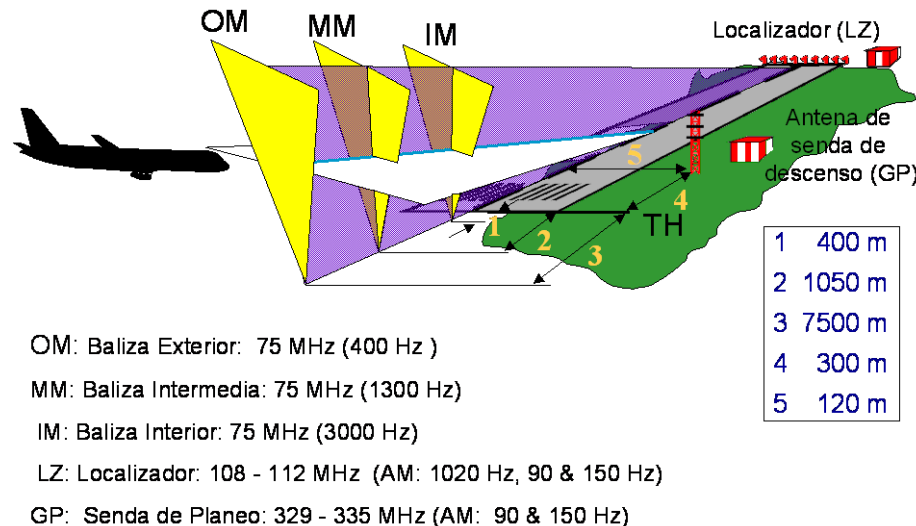 OM MM IM
Localizador (LZ)
Antena de
senda de
descenso (GP)
5
4
TH
1
2
3
1 400 m
2 1050 m
3 7500 m
4 300 m
5 120 m
OM: Baliza Exterior: 75 MHz (400 Hz )
MM: Baliza Intermedia: 75 MHz (1300 Hz)
IM: Baliza Interior: 75 MHz (3000 Hz)
LZ: Localizador: 108 - 112 MHz (AM: 1020 Hz, 90 & 150 Hz)
GP: Senda de Planeo: 329 - 335 MHz (AM: 90 & 150 Hz)